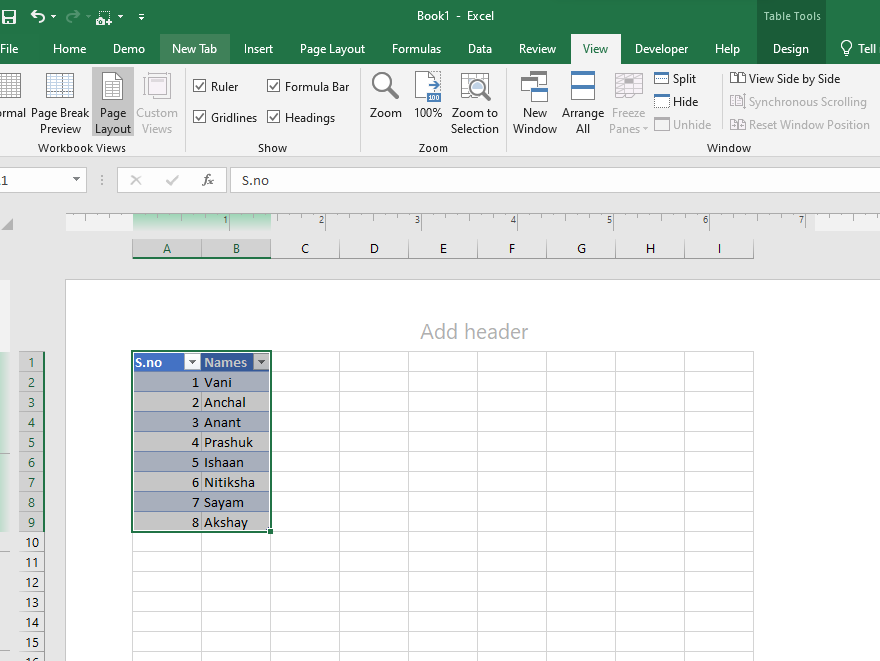 Book1 - Excel
Table Tools
File Home Demo New Tab Insert Page Layout Formulas Data Review View Developer Help Design Tell
Ruler Formula Bar
Gridlines Headings
Page Break
Preview
Page
Layout
Custom
Views
Workbook Views
Show
Zoom
100%
Zoom to
Selection
Zoom
New
Window
Arrange
All
Freeze
Panes
Split
Hide
Unhide
View Side by Side
Synchronous Scrolling
Reset Window Position
Window
fx S.no
1 2 3 4 5 6 7
A B C D E F G H I
Add header
1 S.no Names
2 1 Vani
3 2 Anchal
4 3 Anant
5 4 Prashuk
6 5 Ishaan
7 6 Nitiksha
8 7 Sayam
9 8 Akshay
10
11
12
13
14
15
16